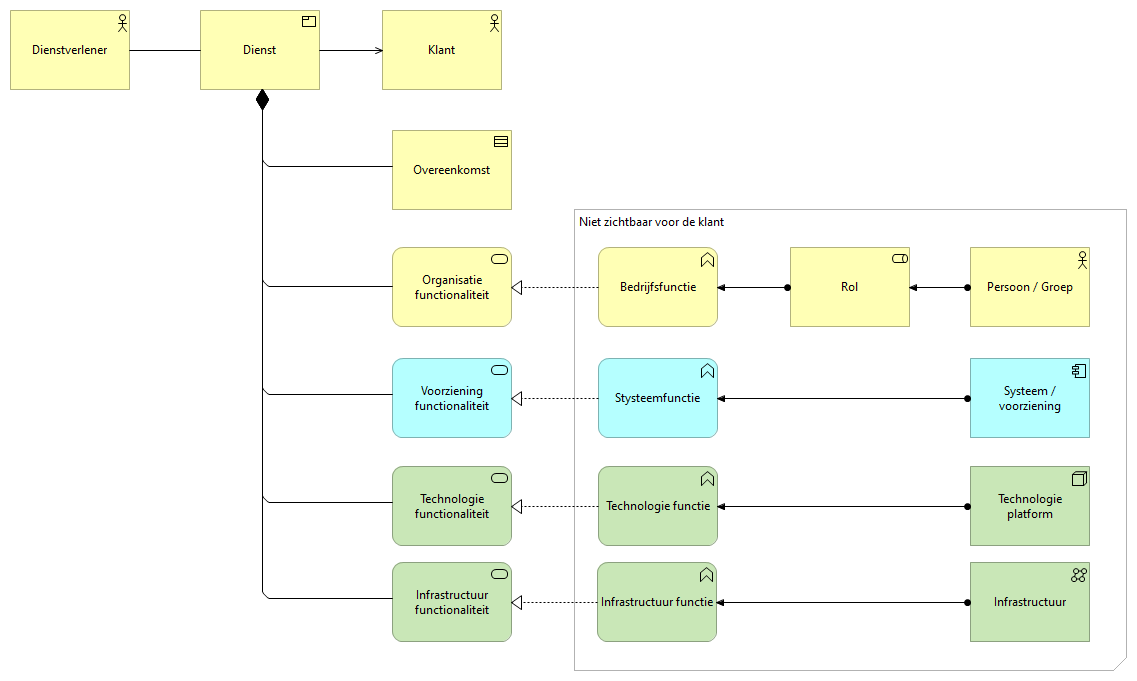 Dienstverlener
Dienst
Klant
Overeenkomst
Niet zichtbaar voor de klant
Organisatie
functionaliteit
Bedrijfsfunctie
Rol
Persoon / Groep
Voorziening
functionaliteit
Stysteemfunctie
Systeem /
voorziening
Technologie
functionaliteit
Technologie functie
Technologie
platform
Infrastructuur
functionaliteit
Infrastructuur functie
Infrastructuur